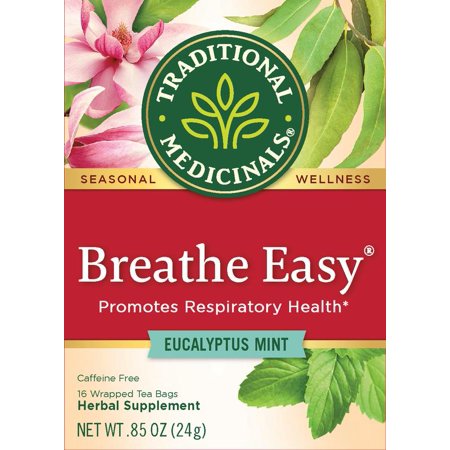 TRADITIONAL
MEDICINALS®
SEASONAL WELLNESS
Breathe Easy®
Promotes Respiratory Health*
EUCALYPTUS MINT
Caffeine Free
16 Wrapped Tea Bags
Herbal Supplement
NET WT .85 OZ (24g)